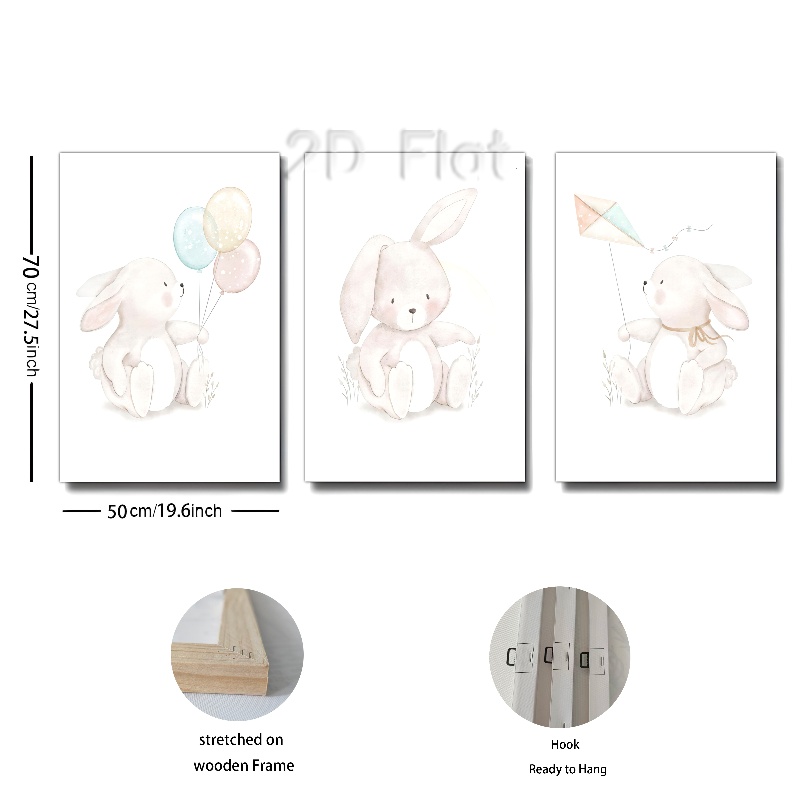 2D Flat
70 cm/27.5inch
50 cm/19.6inch
stretched on
wooden Frame
Hook
Ready to Hang